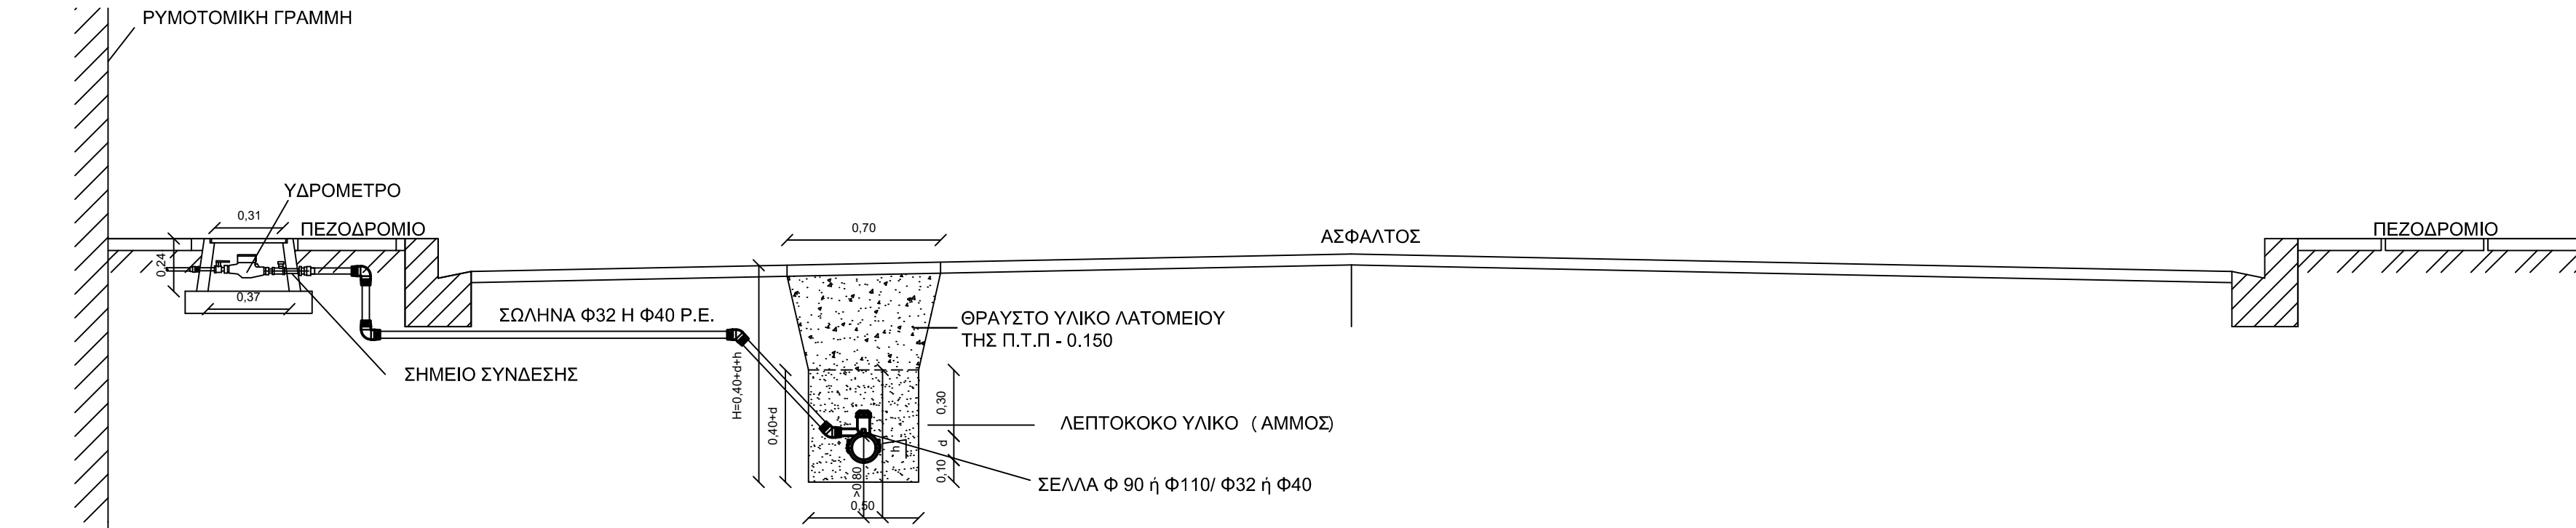 ΡΥΜΟΤΟΜΙΚΗ ΓΡΑΜΜΗ
ΥΔΡΟΜΕΤΡΟ
0,31
ΠΕΖΟΔΡΟΜΙΟ
0,70
ΑΣΦΑΛΤΟΣ
ΠΕΖΟΔΡΟΜΙΟ
0,24
0,37
ΣΩΛΗΝΑ Φ32 Η Φ40 P.E.
ΘΡΑΥΣΤΟ ΥΛΙΚΟ ΛΑΤΟΜΕΙΟΥ
ΤΗΣ Π.Τ.Π - 0.150
ΣΗΜΕΙΟ ΣΥΝΔΕΣΗΣ
H=0,40+d+h
0,40+d
0,30
d
0,10
h
>0.80
0,50
ΛΕΠΤΟΚΟΚΟ ΥΛΙΚΟ ( ΑΜΜΟΣ)
ΣΕΛΛΑ Φ 90 ή Φ110/ Φ32 ή Φ40